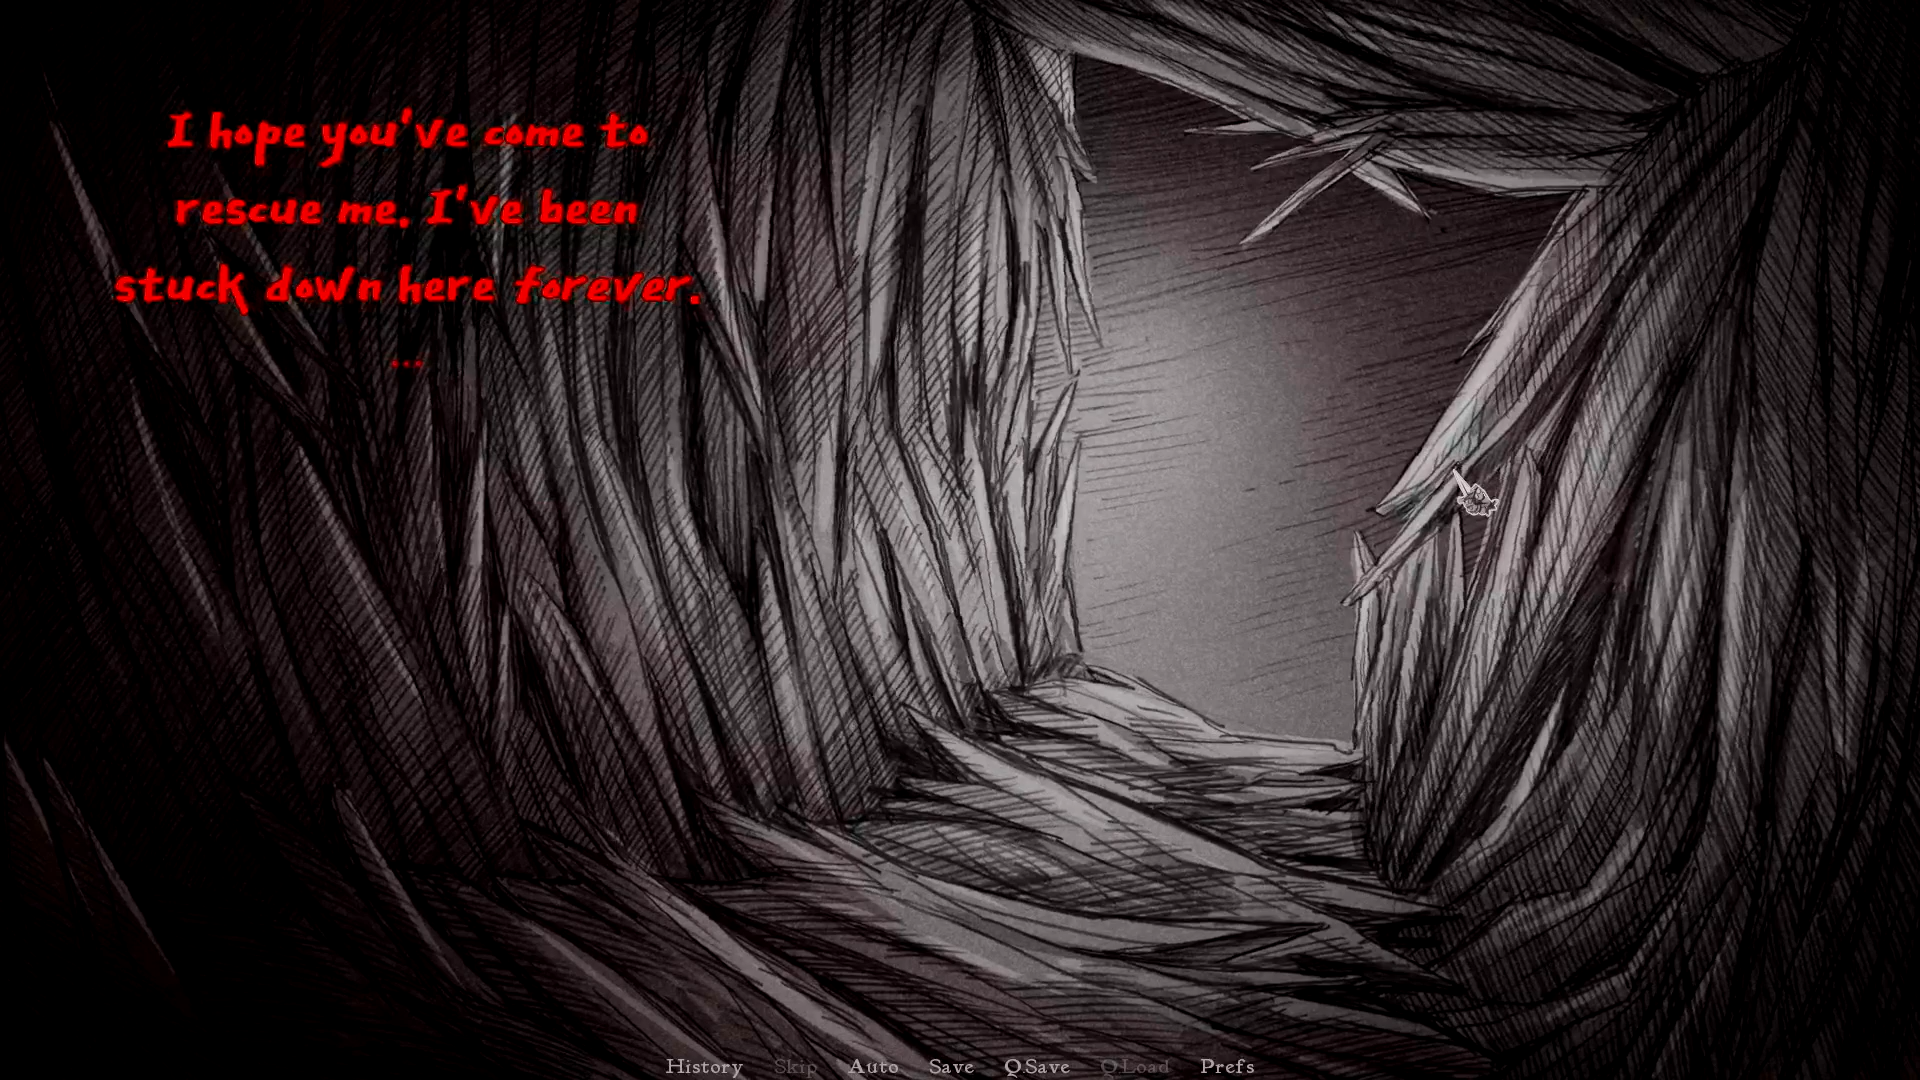 I hope you've come to
rescue me. I've been
stuck down here forever.
...
History Skip Auto Save Q.Save Q.Load Prefs